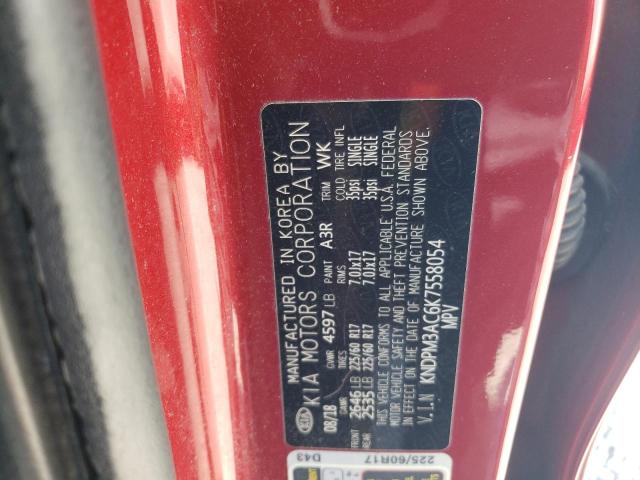 MANUFACTURED IN KOREA BY
KIA MOTORS CORPORATION
KIA
08/18 GVWR 4597 LB PAINT A3R TRIM WK
GAWR TIRES RIMS COLD TIRE INFL
FRONT 2646 LB 225/60 R17 7.0JX17 35psi SINGLE
REAR 2535 LB 225/60 R17 7.0JX17 35psi SINGLE
THIS VEHICLE CONFORMS TO ALL APPLICABLE U.S.A. FEDERAL
MOTOR VEHICLE SAFETY AND THEFT PREVENTION STANDARDS
IN EFFECT ON THE DATE OF MANUFACTURE SHOWN ABOVE.
V.I.N KNDPM3AC6K7558054
MPV
D43
225/60R17